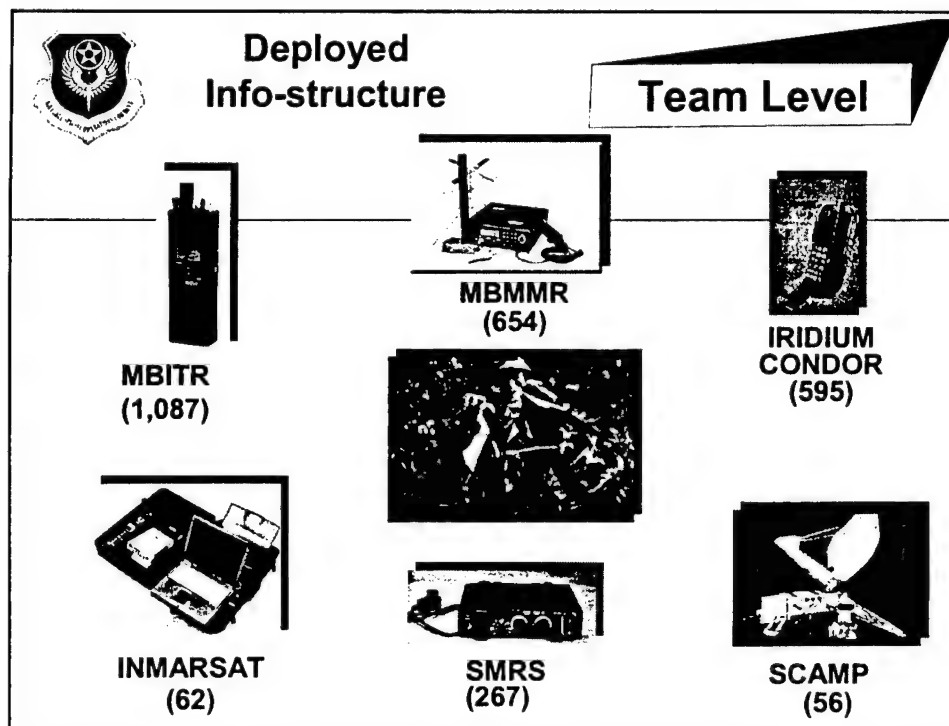 Deployed
Info-structure
Team Level
MBITR
(1,087)
MBMMR
(654)
IRIDIUM
CONDOR
(595)
INMARSAT
(62)
SMRS
(267)
SCAMP
(56)